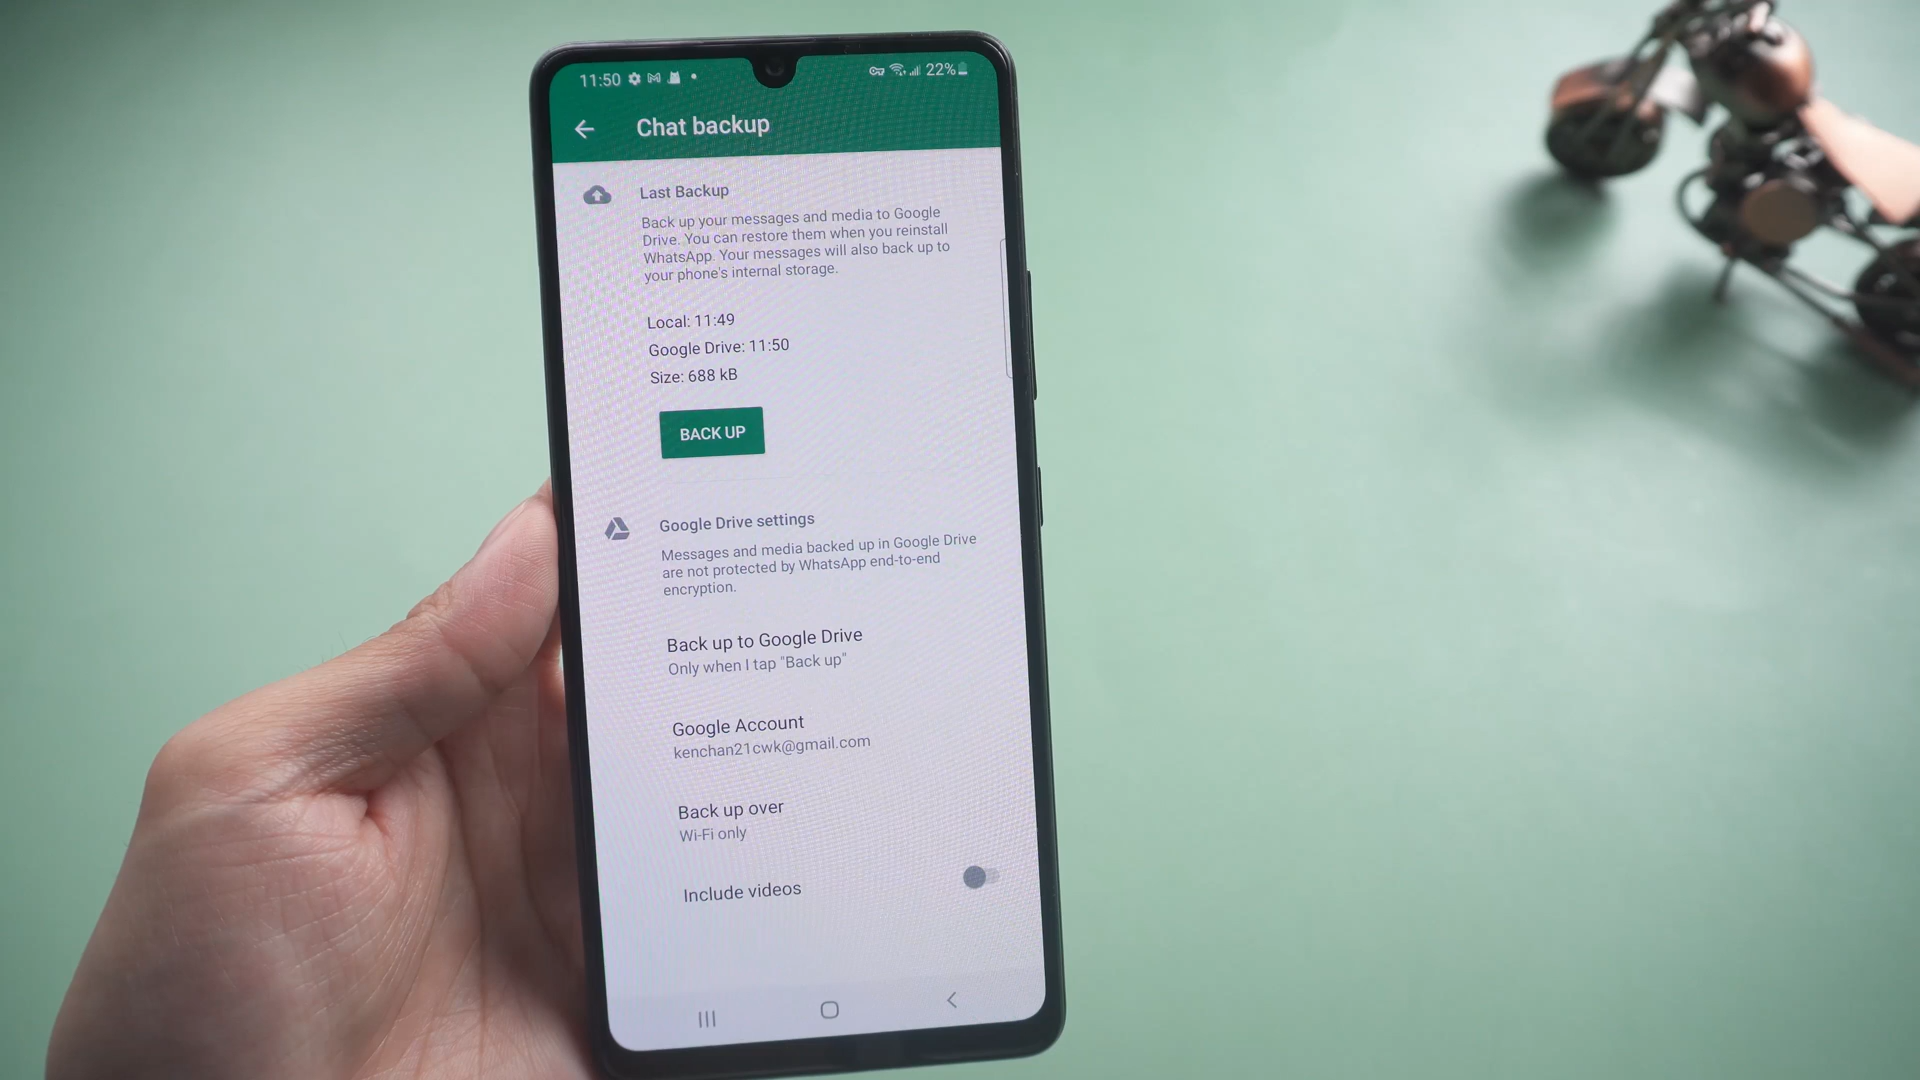 11:50
22%
Chat backup
Last Backup
Back up your messages and media to Google
Drive. You can restore them when you reinstall
WhatsApp. Your messages will also back up to
your phone's internal storage.
Local: 11:49
Google Drive: 11:50
Size: 688 kB
BACK UP
Google Drive settings
Messages and media backed up in Google Drive
are not protected by WhatsApp end-to-end
encryption.
Back up to Google Drive
Only when I tap "Back up"
Google Account
kenchan21cwk@gmail.com
Back up over
Wi-Fi only
Include videos